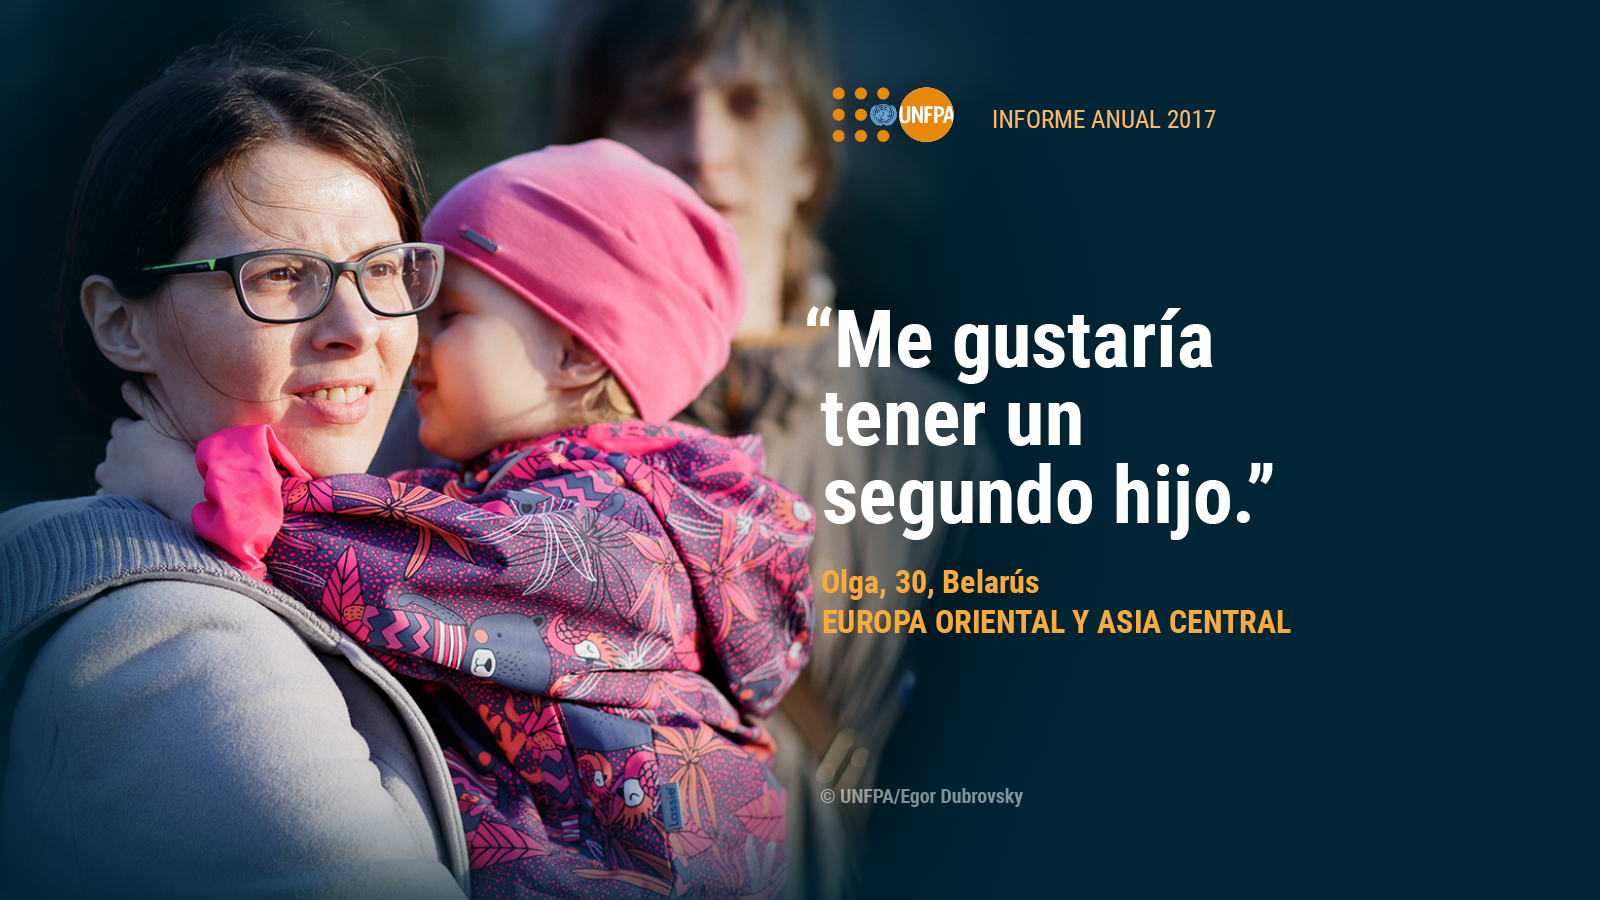 UNFPA
INFORME ANUAL 2017
“Me gustaría
tener un
segundo hijo.”
Olga, 30, Belarús
EUROPA ORIENTAL Y ASIA CENTRAL
© UNFPA/Egor Dubrovsky
Lassie